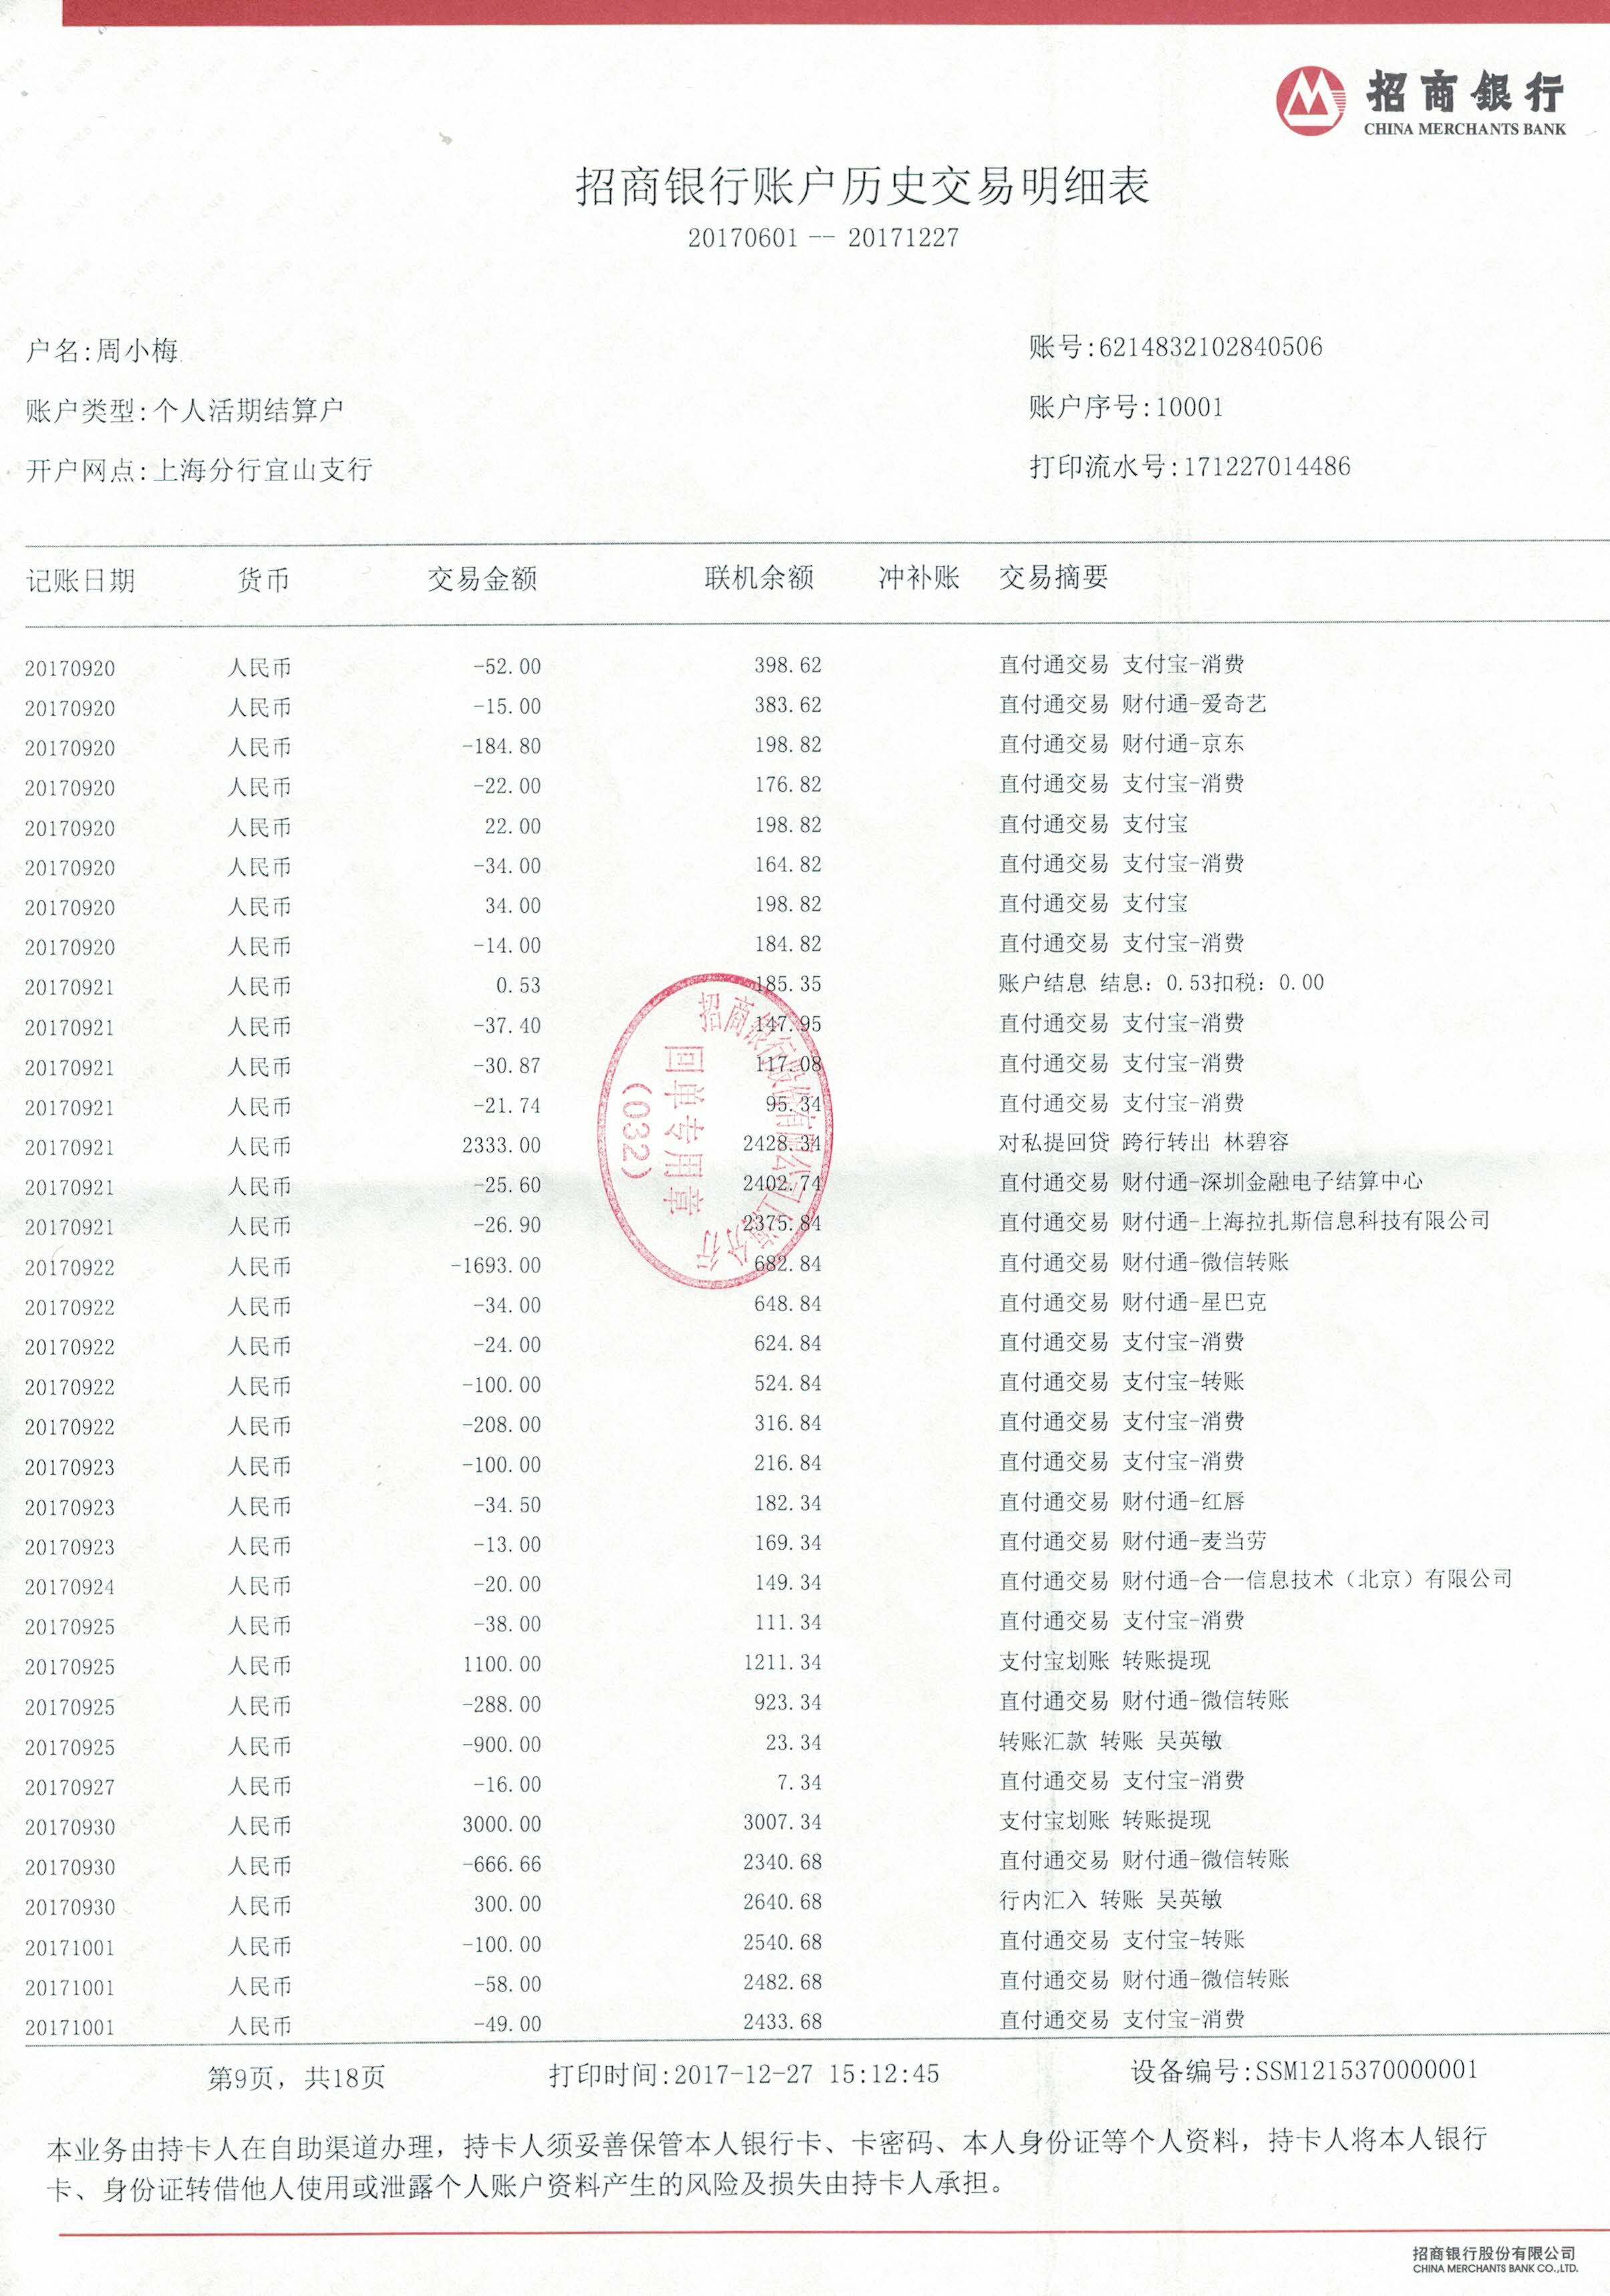 招商銀行
CHINA MERCHANTS BANK
招商银行账户历史交易明细表
20170601 -- 20171227
户名:周小梅 账号:6214832102840506
账户类型:个人活期结算户 账户序号:10001
开户网点:上海分行宜山支行 打印流水号:171227014486
记账日期 货币 交易金额 联机余额 冲补账 交易摘要
20170920 人民币 -52.00 398.62 直付通交易 支付宝-消费
20170920 人民币 -15.00 383.62 直付通交易 财付通-爱奇艺
20170920 人民币 -184.80 198.82 直付通交易 财付通-京东
20170920 人民币 -22.00 176.82 直付通交易 支付宝-消费
20170920 人民币 22.00 198.82 直付通交易 支付宝
20170920 人民币 -34.00 164.82 直付通交易 支付宝-消费
20170920 人民币 34.00 198.82 直付通交易 支付宝
20170920 人民币 -14.00 184.82 直付通交易 支付宝-消费
20170921 人民币 0.53 185.35 账户结息 结息: 0.53扣税: 0.00
20170921 人民币 -37.40 147.95 直付通交易 支付宝-消费
20170921 人民币 -30.87 117.08 直付通交易 支付宝-消费
20170921 人民币 -21.74 95.34 直付通交易 支付宝-消费
20170921 人民币 2333.00 2428.34 对私提回贷 跨行转出 林碧容
20170921 人民币 -25.60 2402.74 直付通交易 财付通-深圳金融电子结算中心
20170921 人民币 -26.90 2375.84 直付通交易 财付通-上海拉扎斯信息科技有限公司
20170922 人民币 -1693.00 682.84 直付通交易 财付通-微信转账
20170922 人民币 -34.00 648.84 直付通交易 财付通-星巴克
20170922 人民币 -24.00 624.84 直付通交易 支付宝-消费
20170922 人民币 -100.00 524.84 直付通交易 支付宝-转账
20170922 人民币 -208.00 316.84 直付通交易 支付宝-消费
20170923 人民币 -100.00 216.84 直付通交易 支付宝-消费
20170923 人民币 -34.50 182.34 直付通交易 财付通-红唇
20170923 人民币 -13.00 169.34 直付通交易 财付通-麦当劳
20170924 人民币 -20.00 149.34 直付通交易 财付通-合一信息技术（北京）有限公司
20170925 人民币 -38.00 111.34 直付通交易 支付宝-消费
20170925 人民币 1100.00 1211.34 支付宝划账 转账提现
20170925 人民币 -288.00 923.34 直付通交易 财付通-微信转账
20170925 人民币 -900.00 23.34 转账汇款 转账 吴英敏
20170927 人民币 -16.00 7.34 直付通交易 支付宝-消费
20170930 人民币 3000.00 3007.34 支付宝划账 转账提现
20170930 人民币 -666.66 2340.68 直付通交易 财付通-微信转账
20170930 人民币 300.00 2640.68 行内汇入 转账 吴英敏
20171001 人民币 -100.00 2540.68 直付通交易 支付宝-转账
20171001 人民币 -58.00 2482.68 直付通交易 财付通-微信转账
20171001 人民币 -49.00 2433.68 直付通交易 支付宝-消费
招商银行股份有限公司上海分行
回单专用章
(032)
第9页，共18页 打印时间:2017-12-27 15:12:45 设备编号:SSM1215370000001
本业务由持卡人在自助渠道办理，持卡人须妥善保管本人银行卡、卡密码、本人身份证等个人资料，持卡人将本人银行
卡、身份证转借他人使用或泄露个人账户资料产生的风险及损失由持卡人承担。
招商银行股份有限公司
CHINA MERCHANTS BANK CO.,LTD.